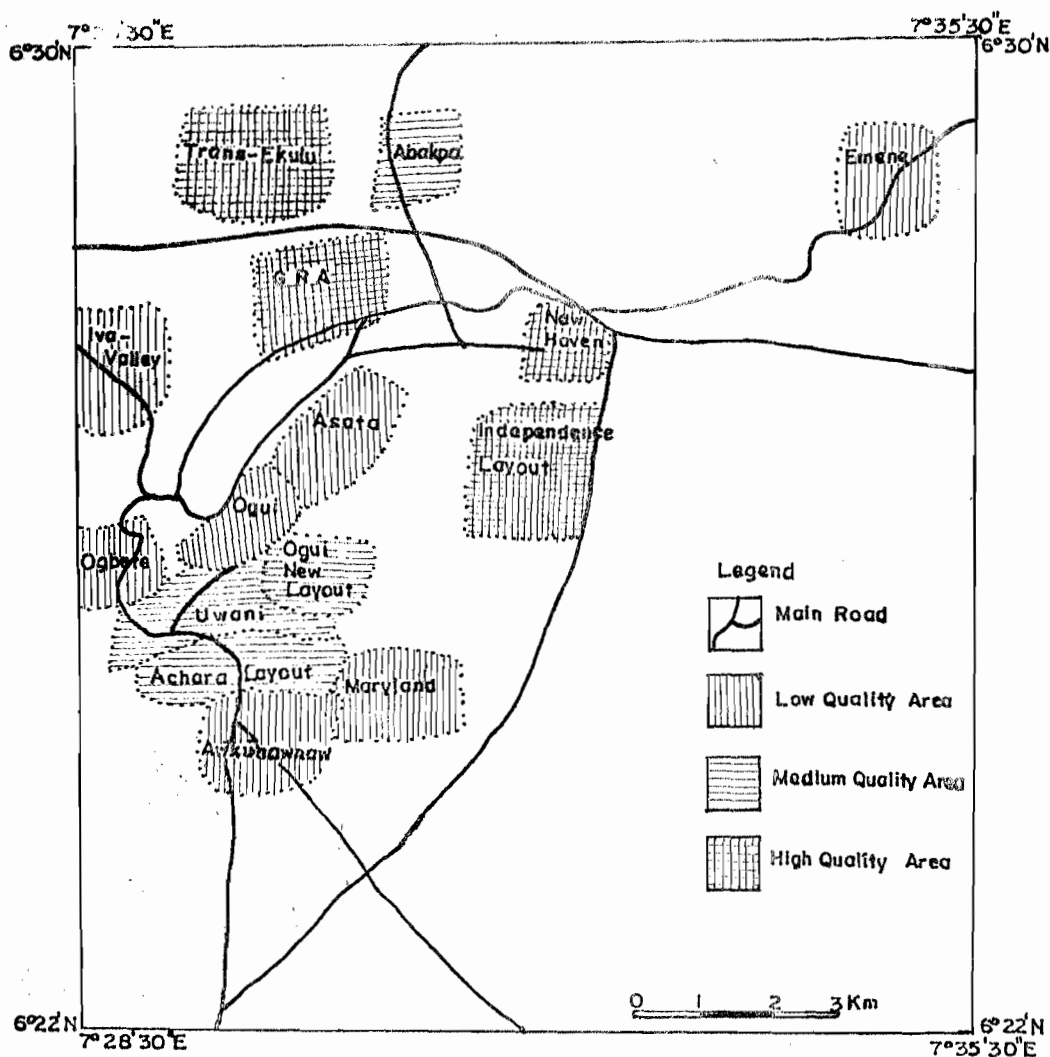 30"E
7°35'30"E
6°30'N
6°30'N
Trans-Ekulu
Abakpa
Emene
G.R.A
Iva-
Valley
New
Haven
Asata
Independence
Layout
Ogui
Ogbete
Ogui
New
Layout
Uwani
Achara Layout
Maryland
Legend
Main Road
Low Quality Area
Medium Quality Area
High Quality Area
0 1 2 3 Km
6°22'N
6°22'N
7°28'30"E
7°35'30"E